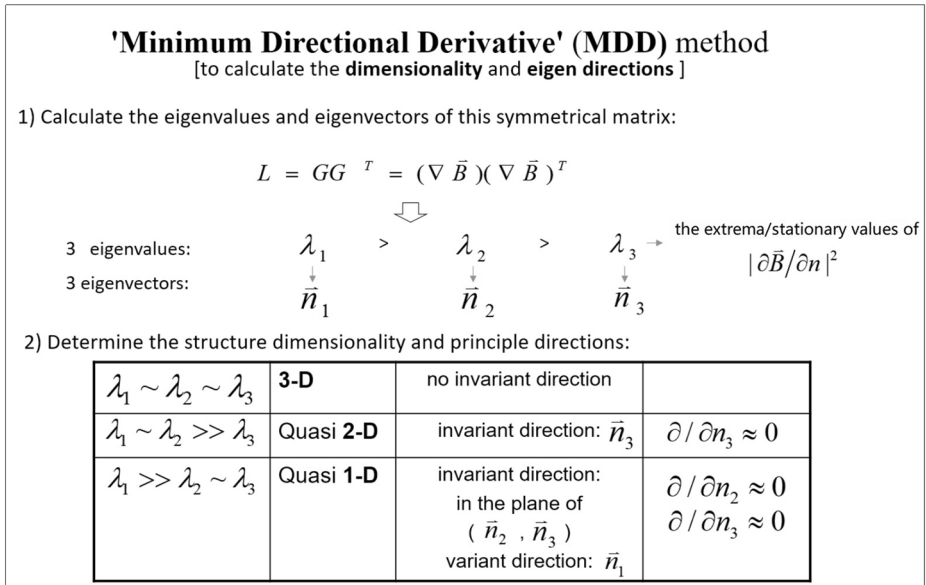 'Minimum Directional Derivative' (MDD) method
[to calculate the dimensionality and eigen directions ]
1) Calculate the eigenvalues and eigenvectors of this symmetrical matrix:
L = GG^T = (∇ B⃗ )(∇ B⃗ )^T
3 eigenvalues: λ₁ > λ₂ > λ₃ → the extrema/stationary values of
|∂B⃗/∂n|²
3 eigenvectors: n⃗₁ n⃗₂ n⃗₃
2) Determine the structure dimensionality and principle directions:
λ₁ ~ λ₂ ~ λ₃ 3-D no invariant direction
λ₁ ~ λ₂ >> λ₃ Quasi 2-D invariant direction: n⃗₃ ∂/∂n₃ ≈ 0
λ₁ >> λ₂ ~ λ₃ Quasi 1-D invariant direction:
in the plane of
( n⃗₂ , n⃗₃ )
variant direction: n⃗₁
∂/∂n₂ ≈ 0
∂/∂n₃ ≈ 0